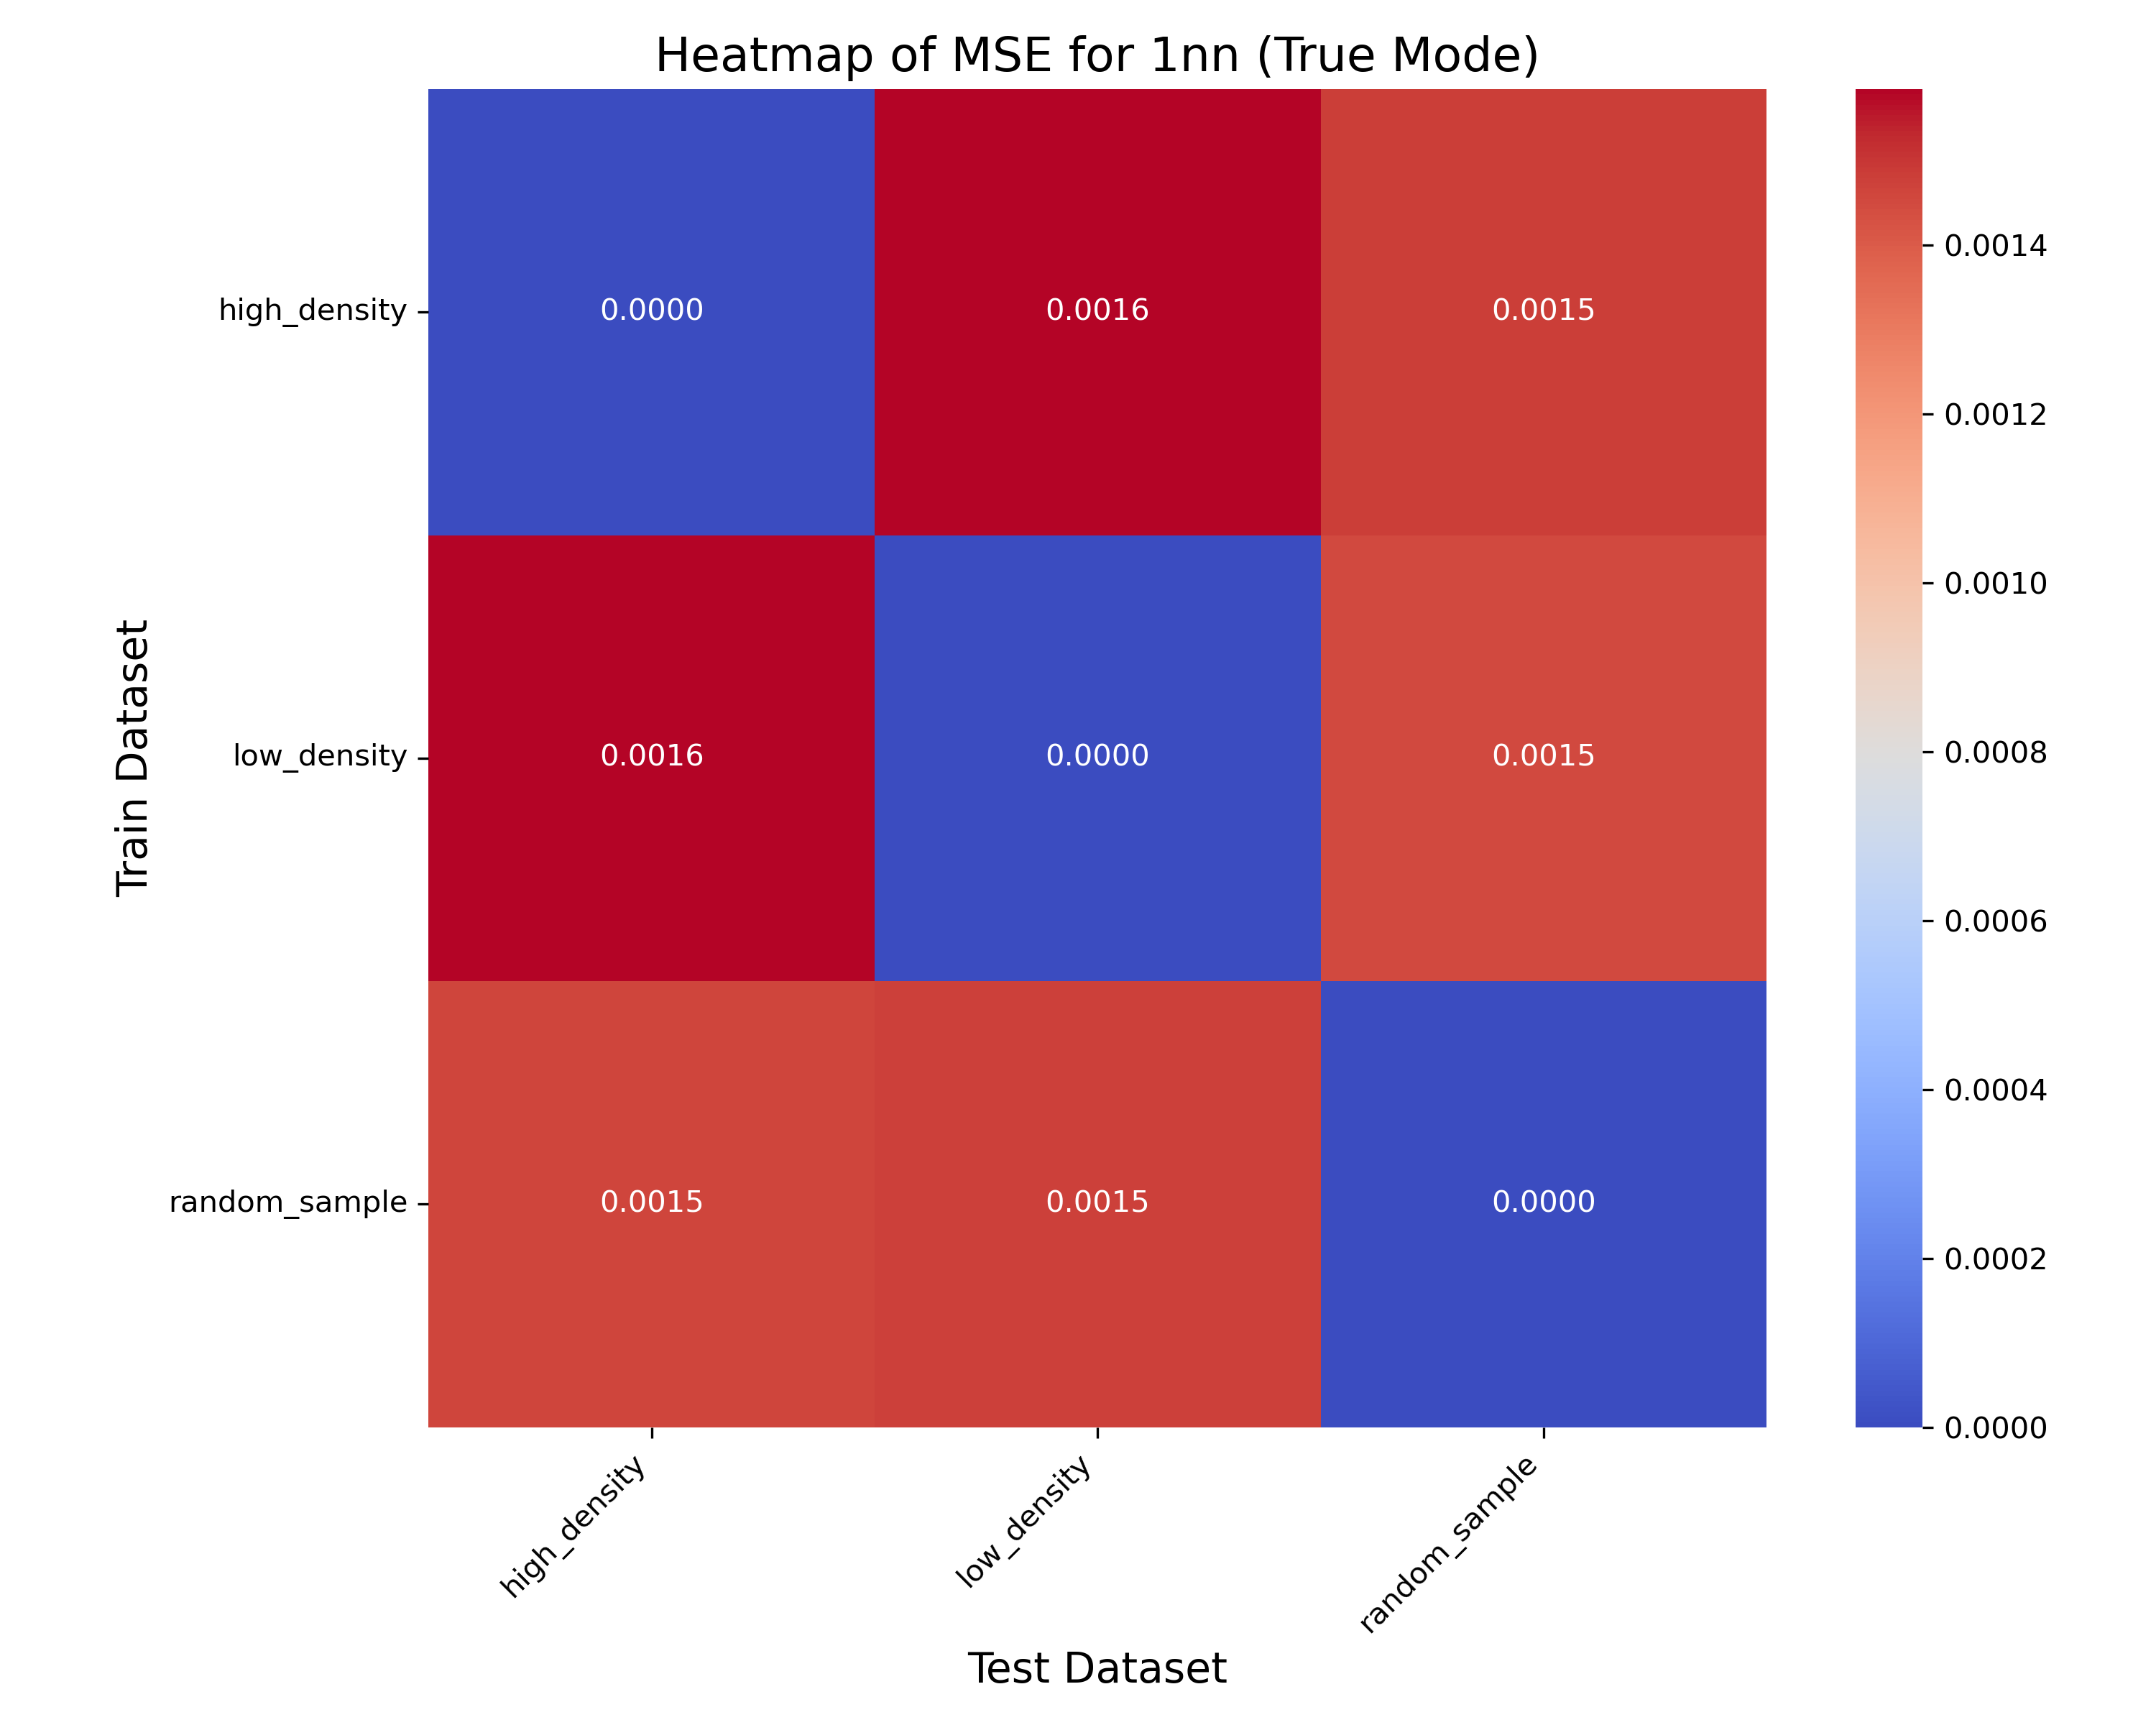 Heatmap of MSE for 1nn (True Mode)
Train Dataset
high_density
0.0000
0.0016
0.0015
low_density
0.0016
0.0000
0.0015
random_sample
0.0015
0.0015
0.0000
high_density
low_density
random_sample
Test Dataset
0.0014
0.0012
0.0010
0.0008
0.0006
0.0004
0.0002
0.0000